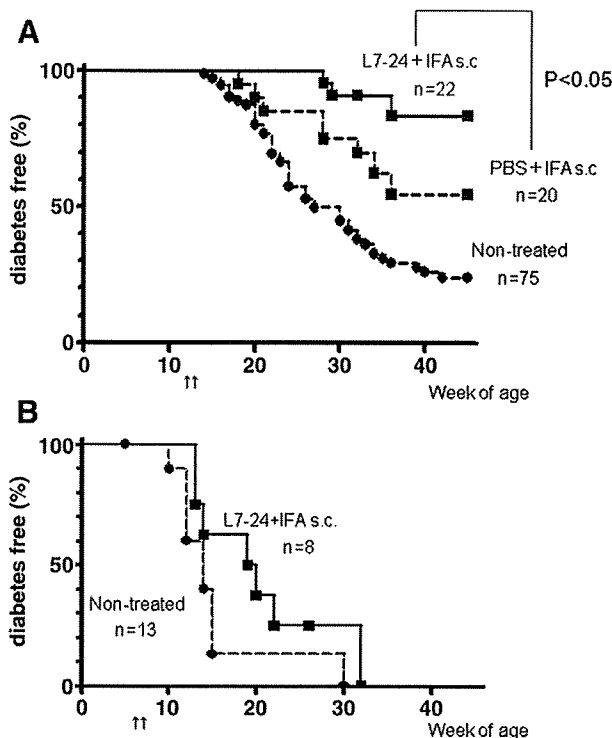 A
100
50
0
diabetes free (%)
L7-24+IFA s.c
n=22
P<0.05
PBS+IFA s.c
n=20
Non-treated
n=75
0
10
20
30
40
↑↑
Week of age
B
100
50
0
diabetes free (%)
L7-24+IFA s.c.
n=8
Non-treated
n=13
0
10
20
30
40
↑↑
Week of age